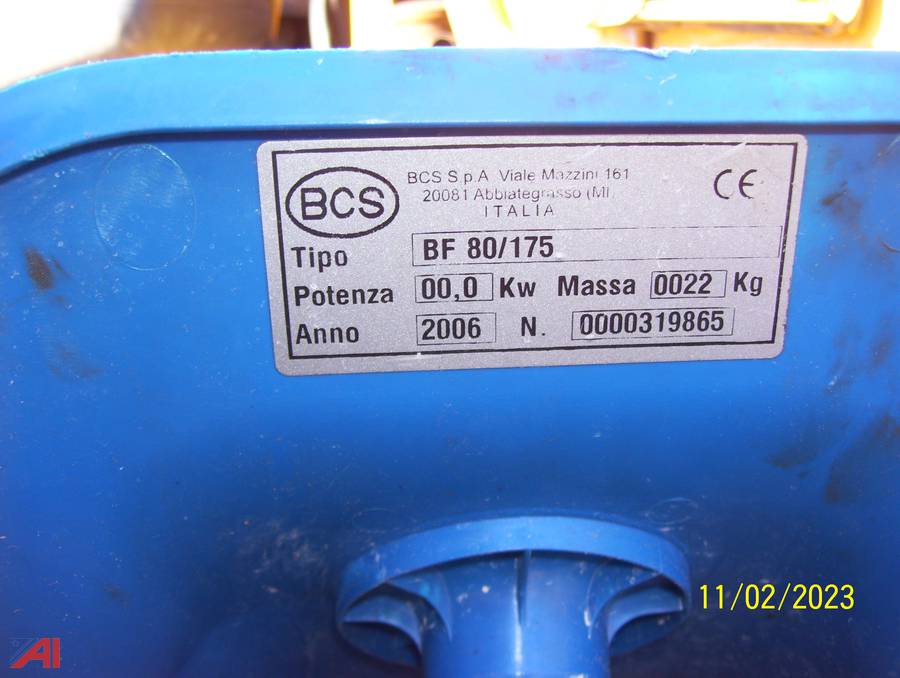 BCS
BCS S.p.A. Viale Mazzini 161
20081 Abbiategrasso (MI)
ITALIA
CE
Tipo BF 80/175
Potenza 00,0 Kw Massa 0022 Kg
Anno 2006 N. 0000319865
11/02/2023
AI